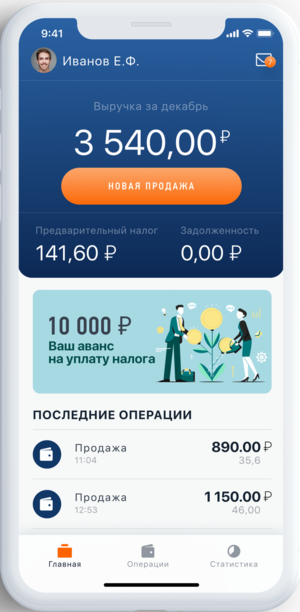 9:41
Иванов Е.Ф.
Выручка за декабрь
3 540,00 ₽
НОВАЯ ПРОДАЖА
Предварительный налог
Задолженность
141,60 ₽
0,00 ₽
10 000 ₽
Ваш аванс
на уплату налога
ПОСЛЕДНИЕ ОПЕРАЦИИ
Продажа
890.00 ₽
11:04
35,6
Продажа
1 150.00 ₽
12:53
46,00
Главная
Операции
Статистика